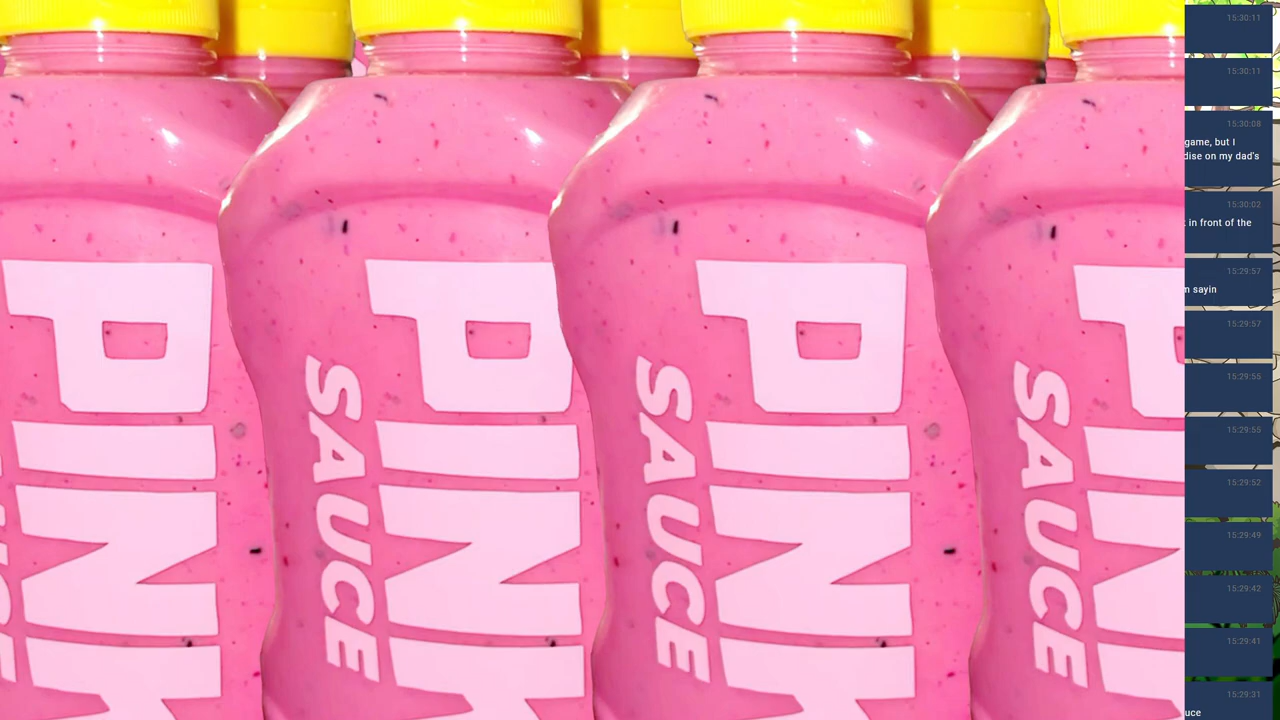 PINK
SAUCE
PINK
SAUCE
PINK
SAUCE
PIN
15:30:11
15:30:11
15:30:08
game, but I
dise on my dad's
15:30:02
in front of the
15:29:57
sayin
15:29:57
15:29:55
15:29:55
15:29:52
15:29:49
15:29:42
15:29:41
15:29:31
uce